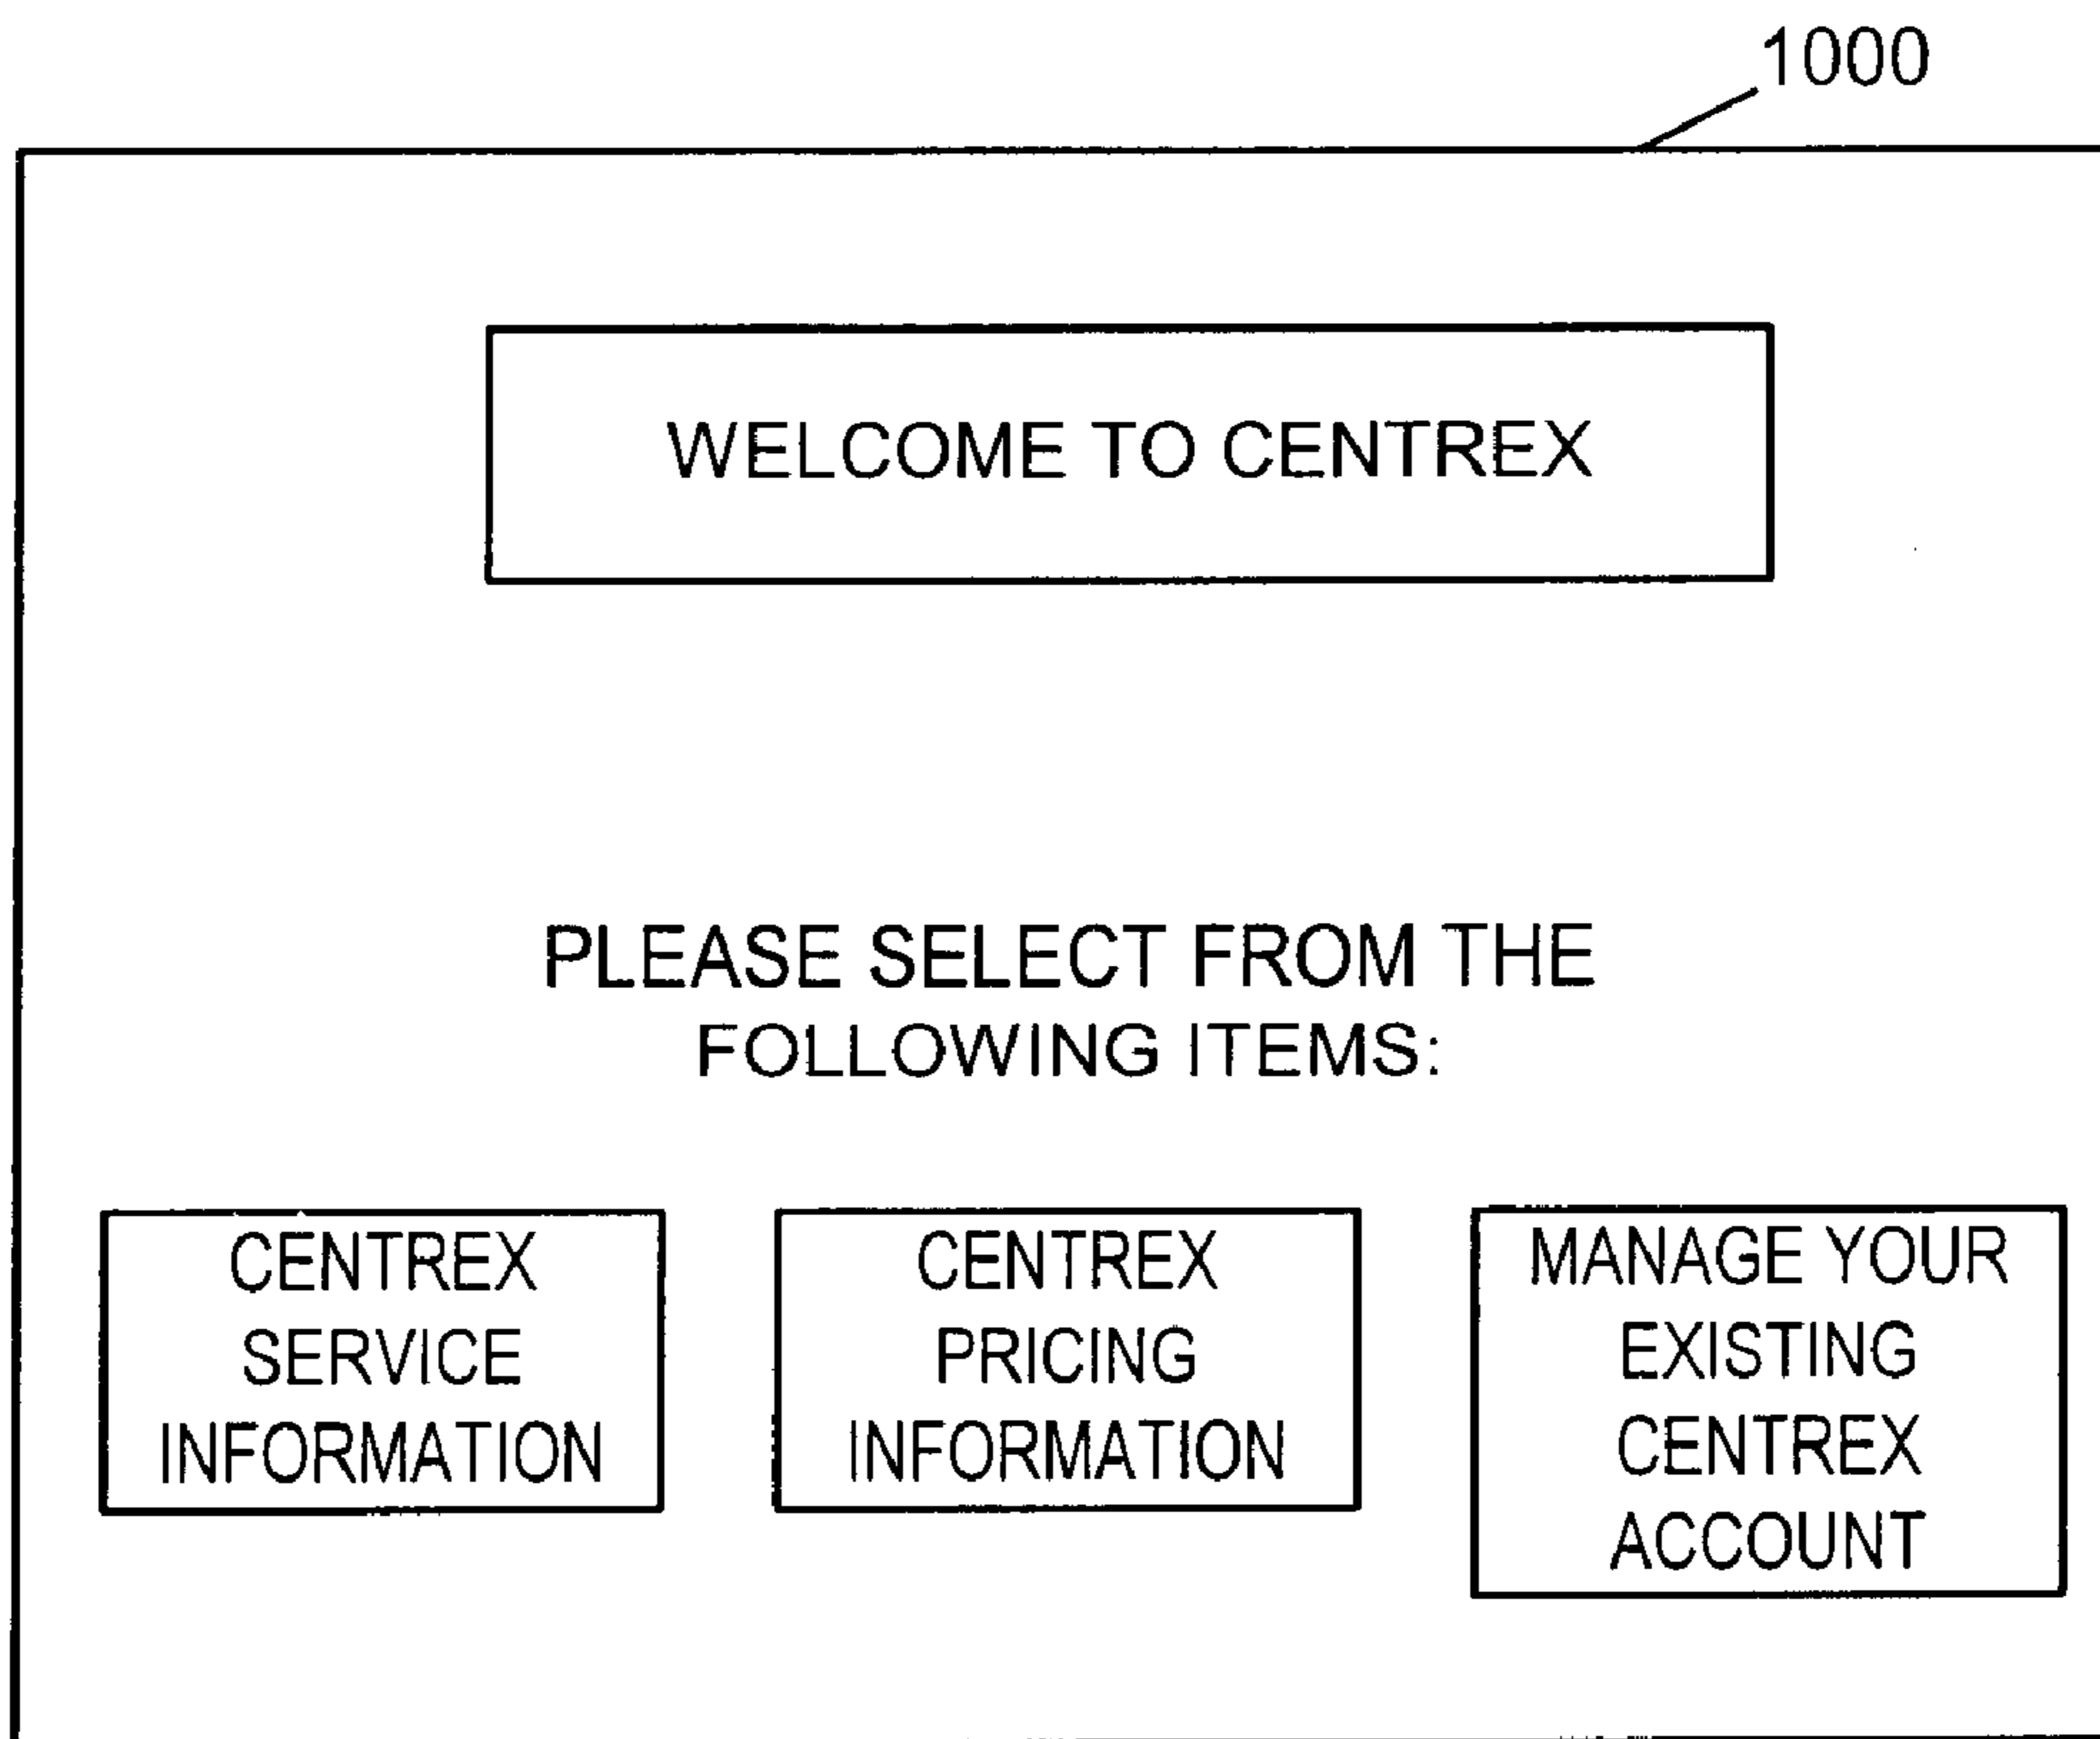 1000
WELCOME TO CENTREX
PLEASE SELECT FROM THE
FOLLOWING ITEMS:
CENTREX
SERVICE
INFORMATION
CENTREX
PRICING
INFORMATION
MANAGE YOUR
EXISTING
CENTREX
ACCOUNT